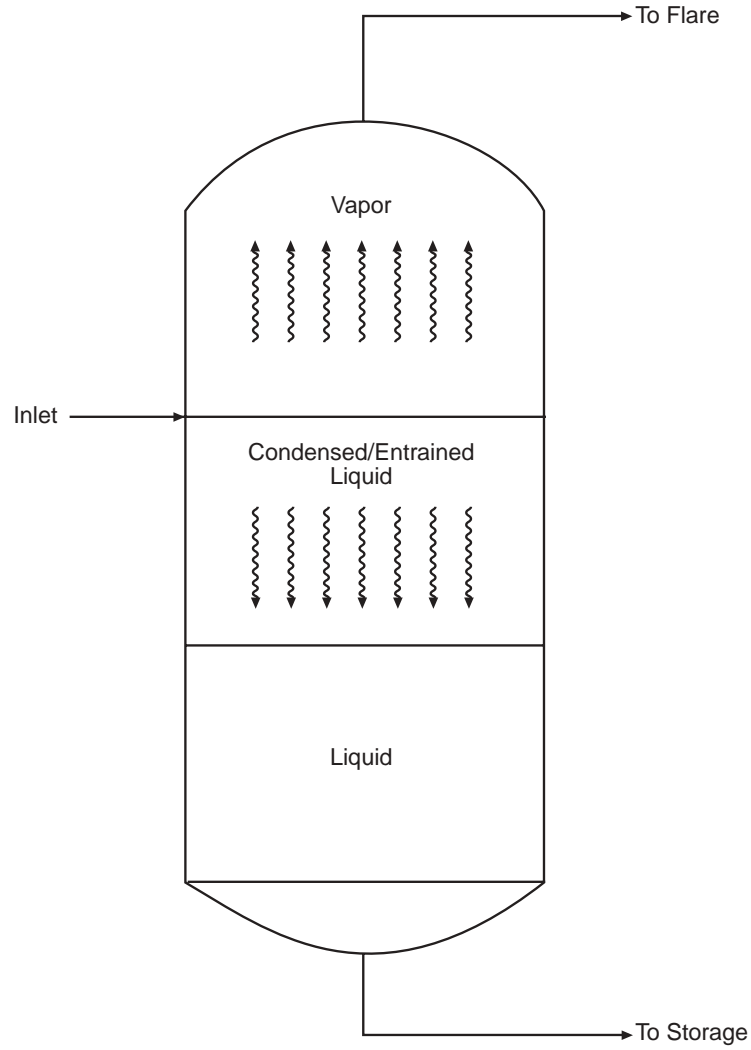 To Flare
Vapor
Inlet
Condensed/Entrained
Liquid
Liquid
To Storage